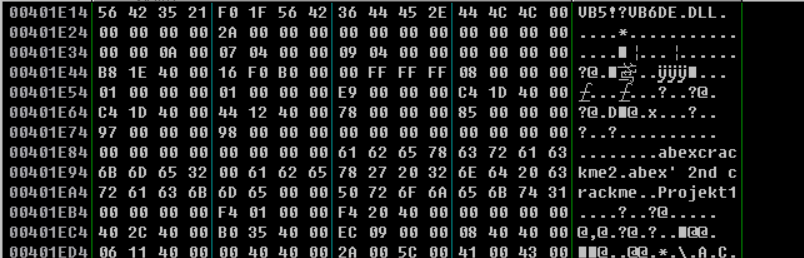 00401E14 56 42 35 21 F0 1F 56 42 36 44 45 2E 44 4C 4C 00 VB5!?VB6DE.DLL.
00401E24 00 00 00 00 2A 00 00 00 00 00 00 00 00 00 00 00 ....*...........
00401E34 00 00 0A 00 07 04 00 00 09 04 00 00 00 00 00 00
00401E44 B8 1E 40 00 16 F0 B0 00 00 FF FF FF 08 00 00 00
00401E54 01 00 00 00 01 00 00 00 E9 00 00 00 C4 1D 40 00 ƒ...ƒ...?..?@.
00401E64 C4 1D 40 00 44 12 40 00 78 00 00 00 85 00 00 00 ?@.D■@.x...?..
00401E74 97 00 00 00 98 00 00 00 00 00 00 00 00 00 00 00 ?..?..........
00401E84 00 00 00 00 00 00 00 00 61 62 65 78 63 72 61 63 ........abexcrac
00401E94 6B 6D 65 32 00 61 62 65 78 27 20 32 6E 64 20 63 kme2.abex' 2nd c
00401EA4 72 61 63 6B 6D 65 00 00 50 72 6F 6A 65 6B 74 31 rackme..Projekt1
00401EB4 00 00 00 00 F4 01 00 00 F4 20 40 00 00 00 00 00 ....?..?@.....
00401EC4 40 2C 40 00 B0 35 40 00 EC 09 00 00 08 40 40 00 @,@.?@.?..■@@.
00401ED4 06 11 40 00 00 40 40 00 2A 00 5C 00 41 00 43 00 ■■@..@@.*.\.A.C.